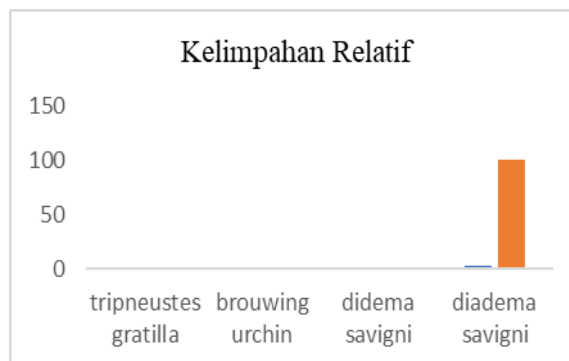 Kelimpahan Relatif
150
100
50
0
tripneustes brouwing didema diadema
gratilla urchin savigni savigni